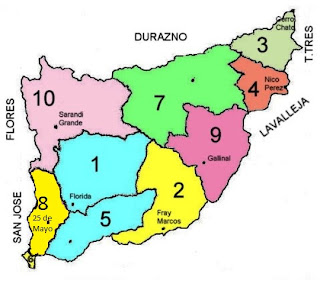 DURAZNO
Cerro
Chato
3
T.TRES
Nico
Perez
4
10
7
FLORES
Sarandi
Grande
LAVALLEJA
9
Gallinal
1
2
8
25 de
Mayo
Florida
5
Fray
Marcos
SAN JOSE
6